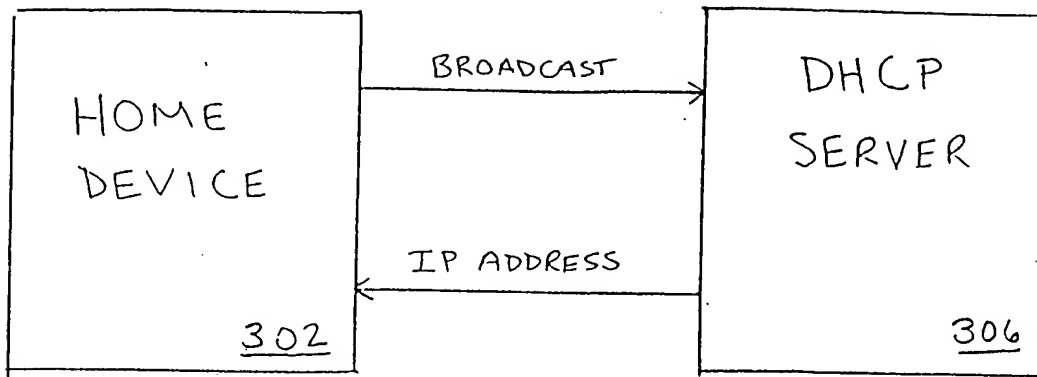 HOME
DEVICE
302
BROADCAST
IP ADDRESS
DHCP
SERVER
306